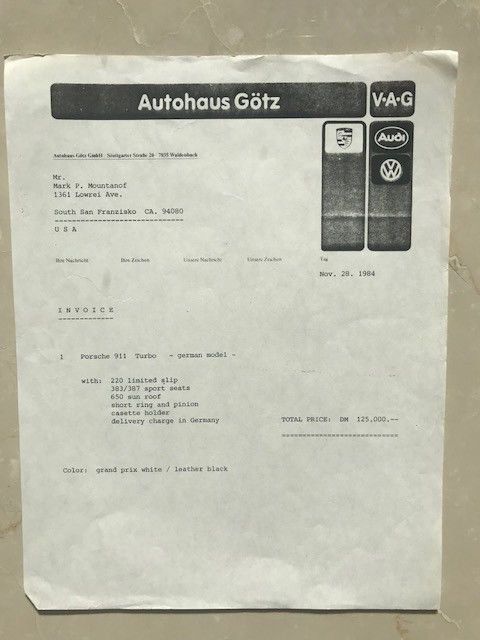 Autohaus Götz
V·A·G
Audi
Autohaus Götz GmbH · Stuttgarter Straße 20 · 7035 Waldenbuch
Mr.
Mark P. Mountanof
1361 Lowrei Ave.
South San Franzisko CA. 94080
-------------------------------
U S A
Ihre Nachricht Ihre Zeichen Unsere Nachricht Unsere Zeichen Tag
Nov. 28. 1984
I N V O I C E
-------------
1 Porsche 911 Turbo - german model -
with: 220 limited slip
383/387 sport seats
650 sun roof
short ring and pinion
casette holder
delivery charge in Germany
TOTAL PRICE: DM 125.000.--
===========================
Color: grand prix white / leather black